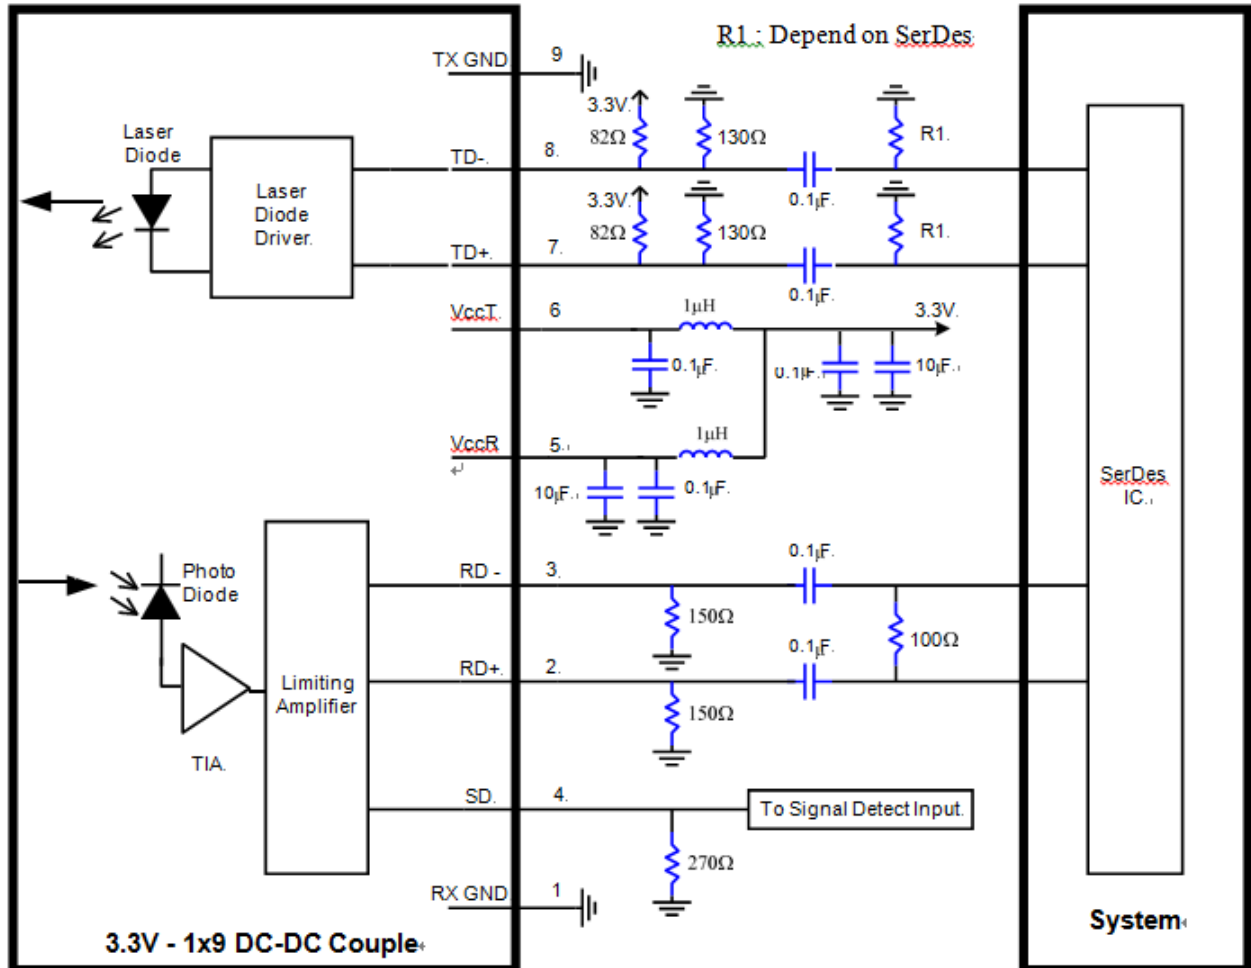 R1 : Depend on SerDes
TX GND 9
3.3V.
82Ω
130Ω
R1.
Laser
Diode
TD-. 8.
0.1µF.
Laser
Diode
Driver.
3.3V.
82Ω
130Ω
R1.
TD+. 7.
0.1µF.
VccT. 6
1µH
3.3V.
0.1µF.
0.1µF.
10µF.
VccR 5.
1µH
10µF.
0.1µF.
SerDes
IC.
Photo
Diode
RD - 3.
0.1µF.
150Ω
100Ω
RD+. 2.
0.1µF.
Limiting
Amplifier
150Ω
TIA.
SD. 4.
To Signal Detect Input.
270Ω
RX GND 1
3.3V - 1x9 DC-DC Couple
System